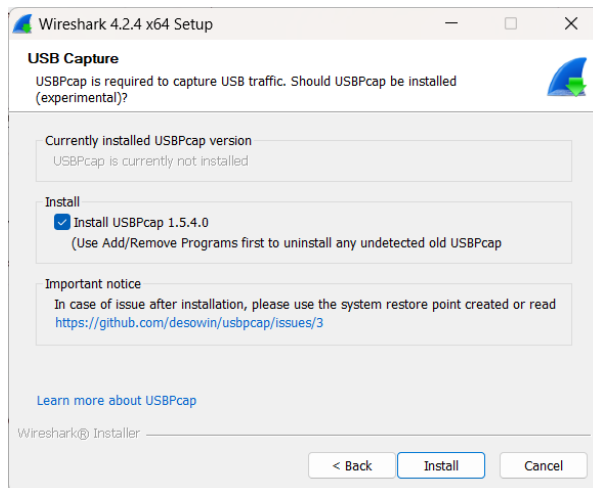 Wireshark 4.2.4 x64 Setup
USB Capture
USBPcap is required to capture USB traffic. Should USBPcap be installed
(experimental)?
Currently installed USBPcap version
USBPcap is currently not installed
Install
Install USBPcap 1.5.4.0
(Use Add/Remove Programs first to uninstall any undetected old USBPcap
Important notice
In case of issue after installation, please use the system restore point created or read
https://github.com/desowin/usbpcap/issues/3
Learn more about USBPcap
Wireshark® Installer
< Back Install Cancel